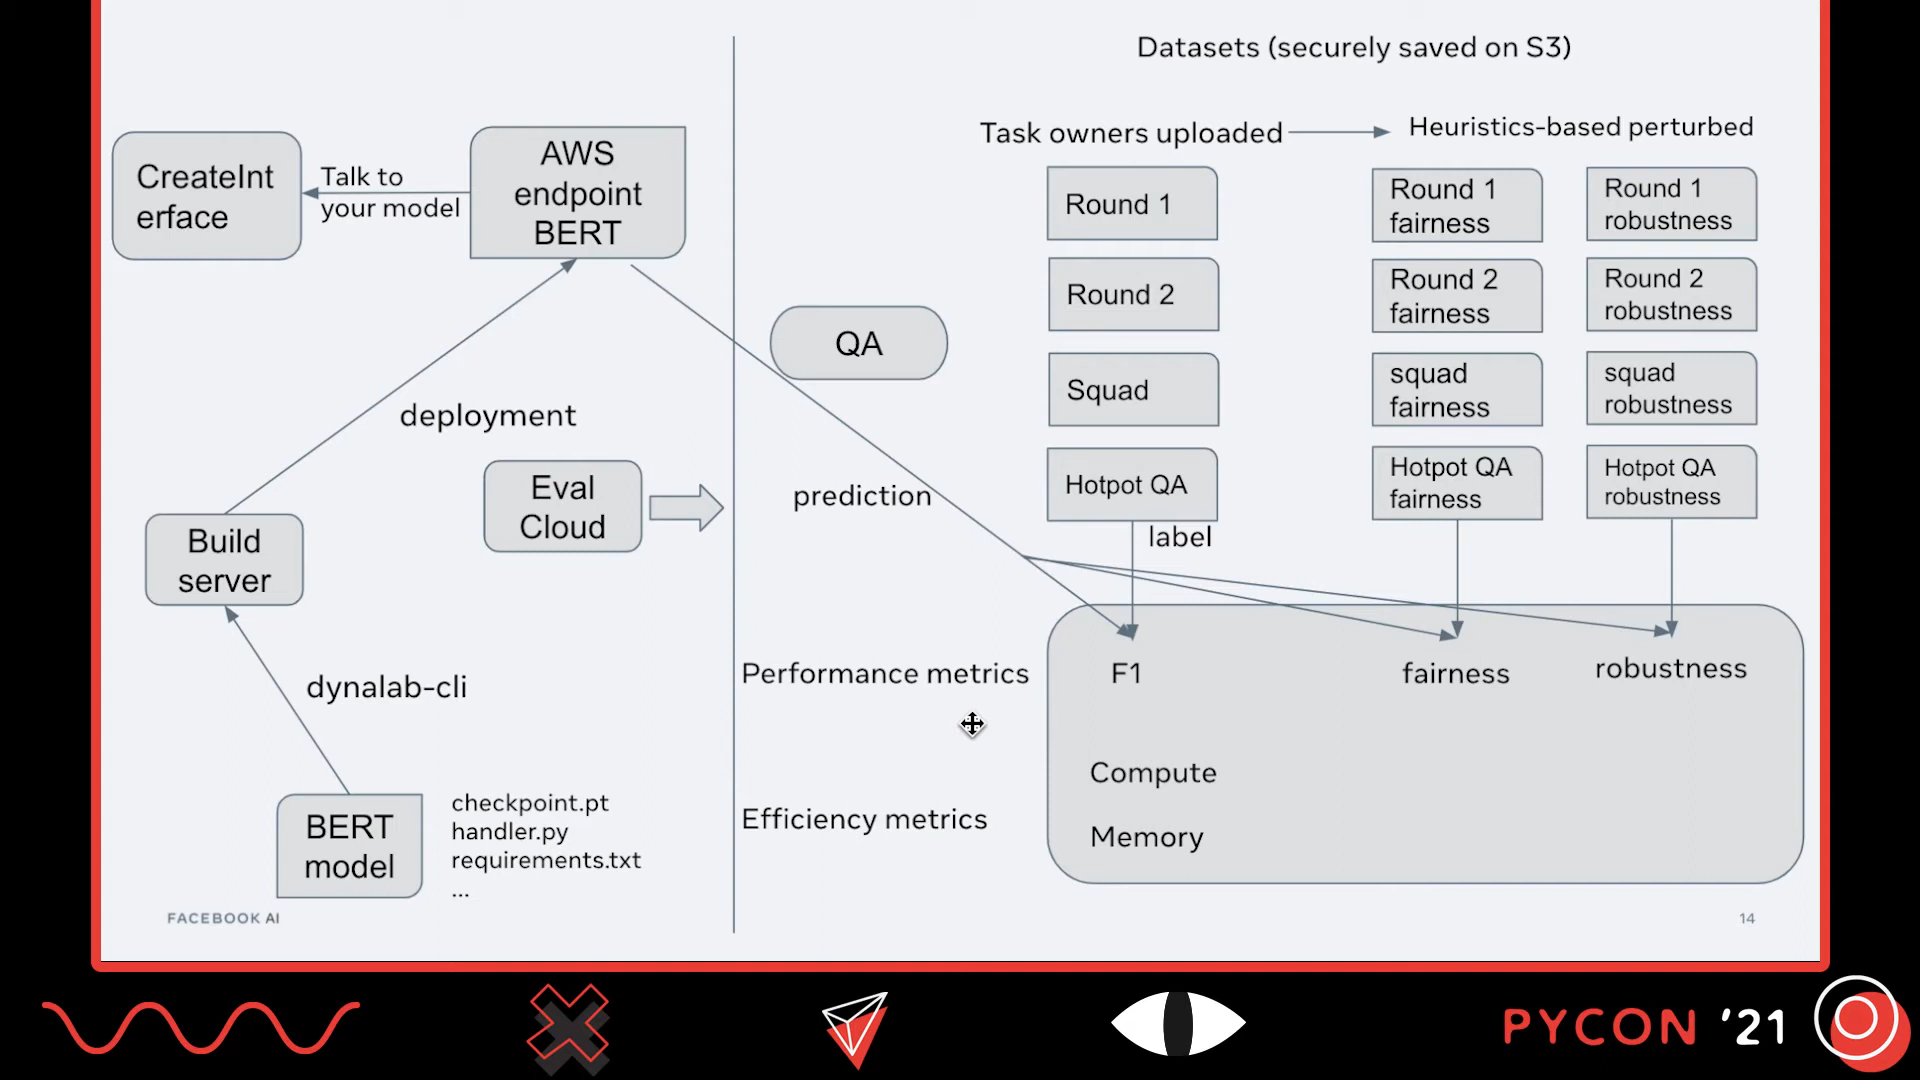 Datasets (securely saved on S3)
Task owners uploaded
Heuristics-based perturbed
CreateInt
erface
Talk to
your model
AWS
endpoint
BERT
Round 1
Round 1
fairness
Round 1
robustness
Round 2
Round 2
fairness
Round 2
robustness
QA
Squad
squad
fairness
squad
robustness
deployment
Hotpot QA
Hotpot QA
fairness
Hotpot QA
robustness
Eval
Cloud
prediction
label
Build
server
dynalab-cli
Performance metrics
F1
fairness
robustness
Compute
Efficiency metrics
Memory
BERT
model
checkpoint.pt
handler.py
requirements.txt
...
FACEBOOK AI
14
PYCON '21